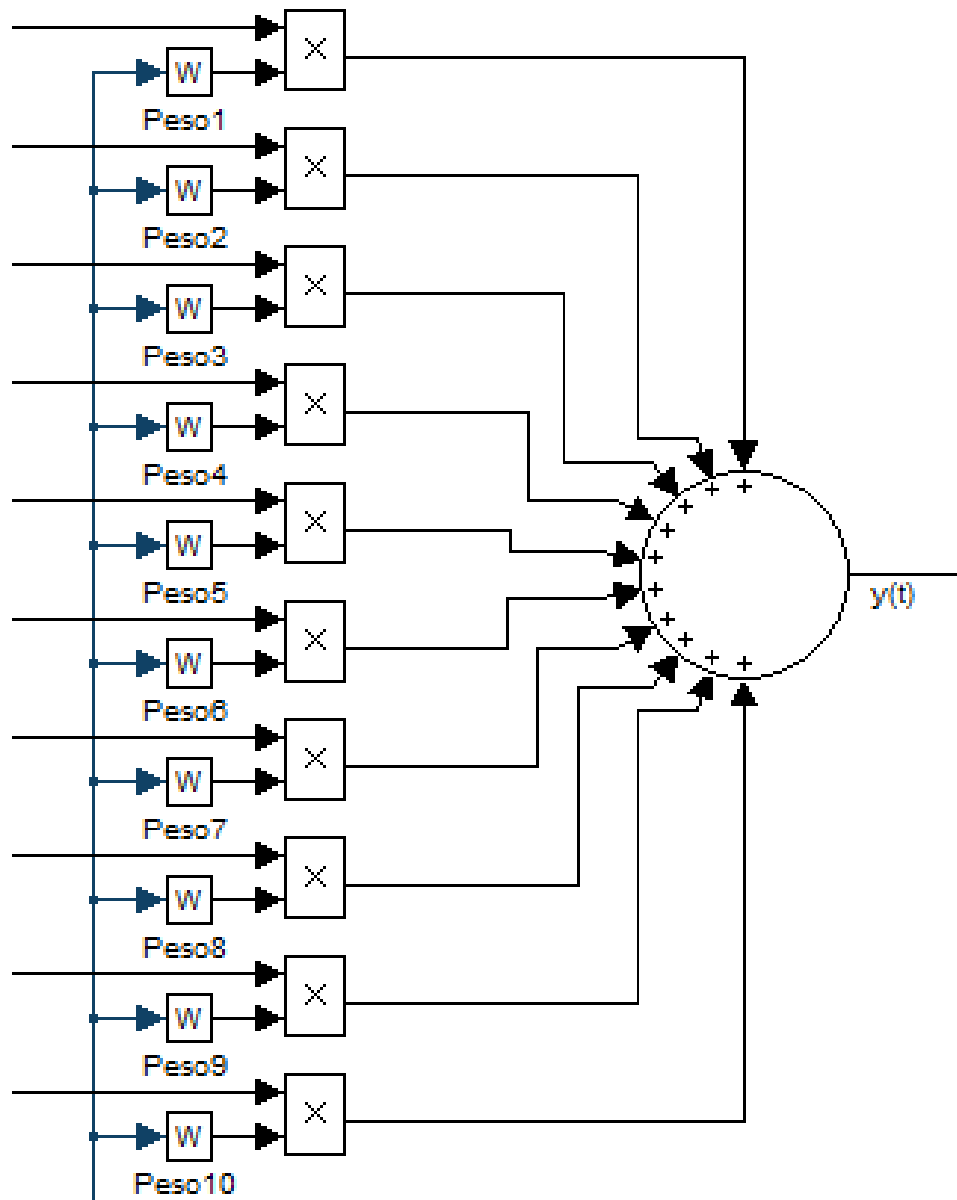 ×
W
Peso1
×
W
Peso2
×
W
Peso3
×
W
Peso4
×
W
Peso5
×
W
Peso6
×
W
Peso7
×
W
Peso8
×
W
Peso9
×
W
Peso10
+
+
+
+
+
+
+
+
+
+
y(t)